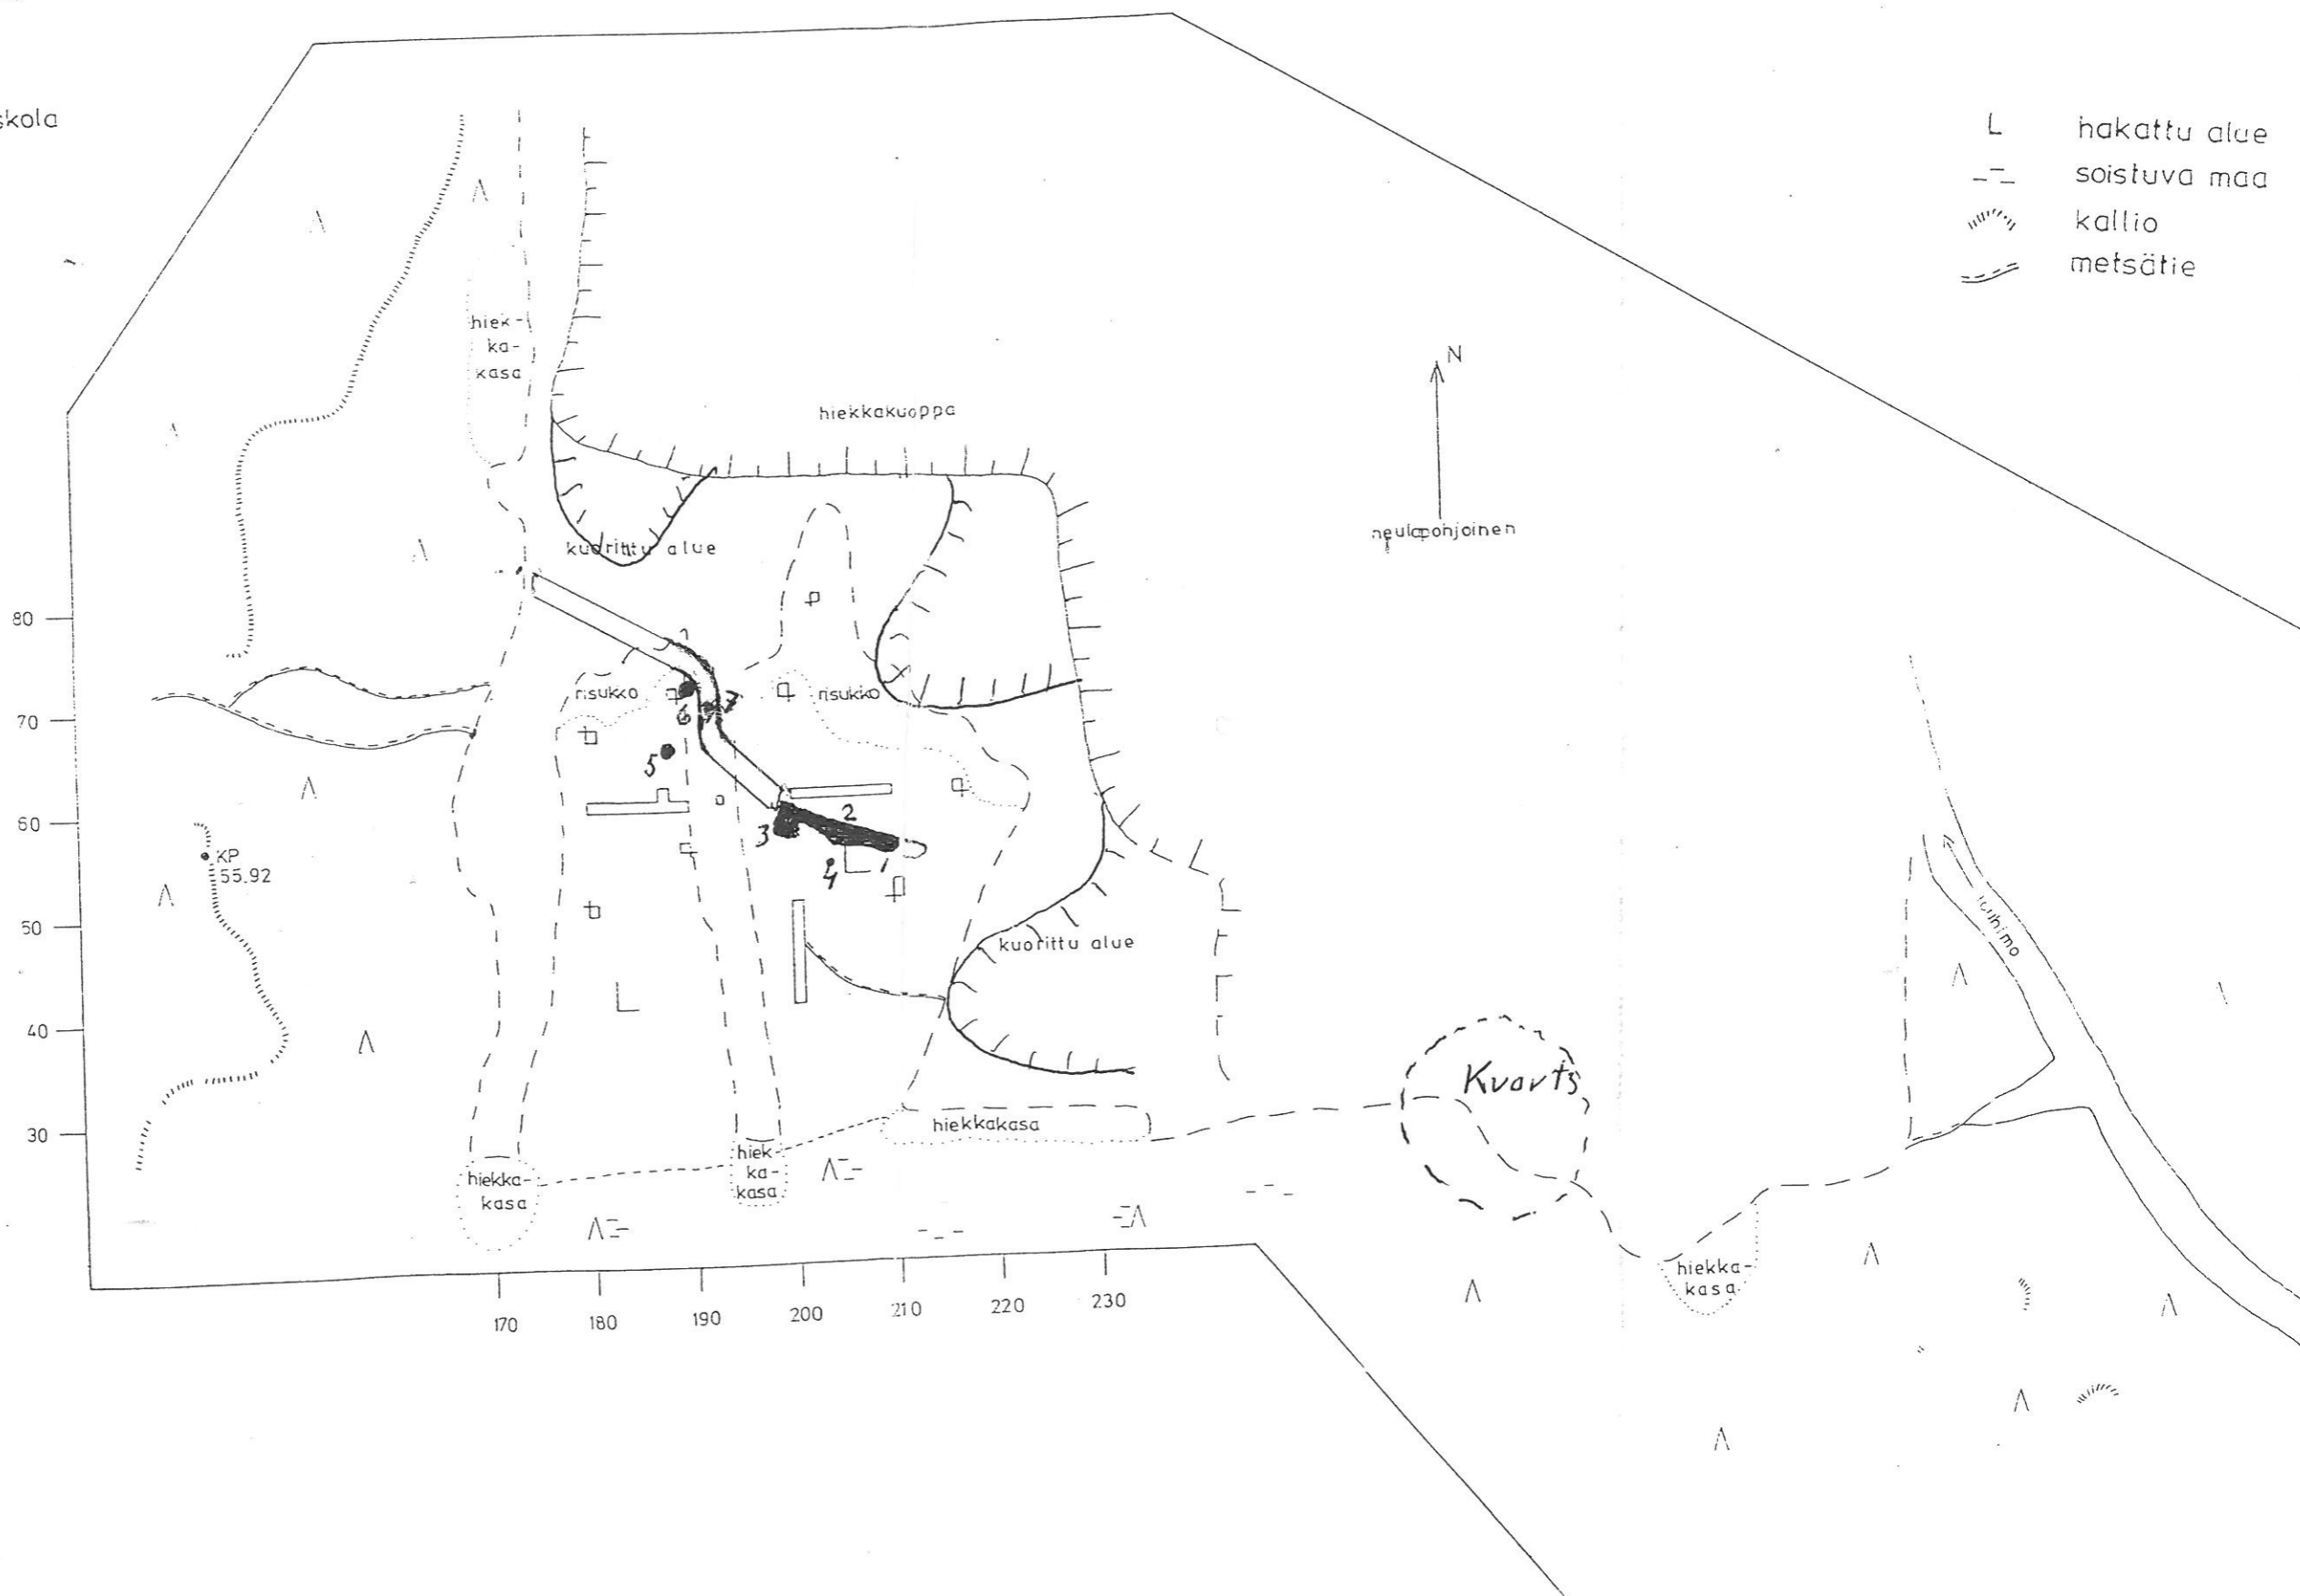 skola
L hakattu alue
soistuva maa
kallio
metsätie
N
neulapohjoinen
hiek-
ka-
kasa
hiekkakuoppa
kuorittu alue
risukko
risukko
6
7
5
2
3
4
1
KP
55.92
kuorittu alue
Kvarts
hiekkakasa
hiekka-
kasa
hiek-
ka-
kasa
hiekka-
kasa
80
70
60
50
40
30
170
180
190
200
210
220
230